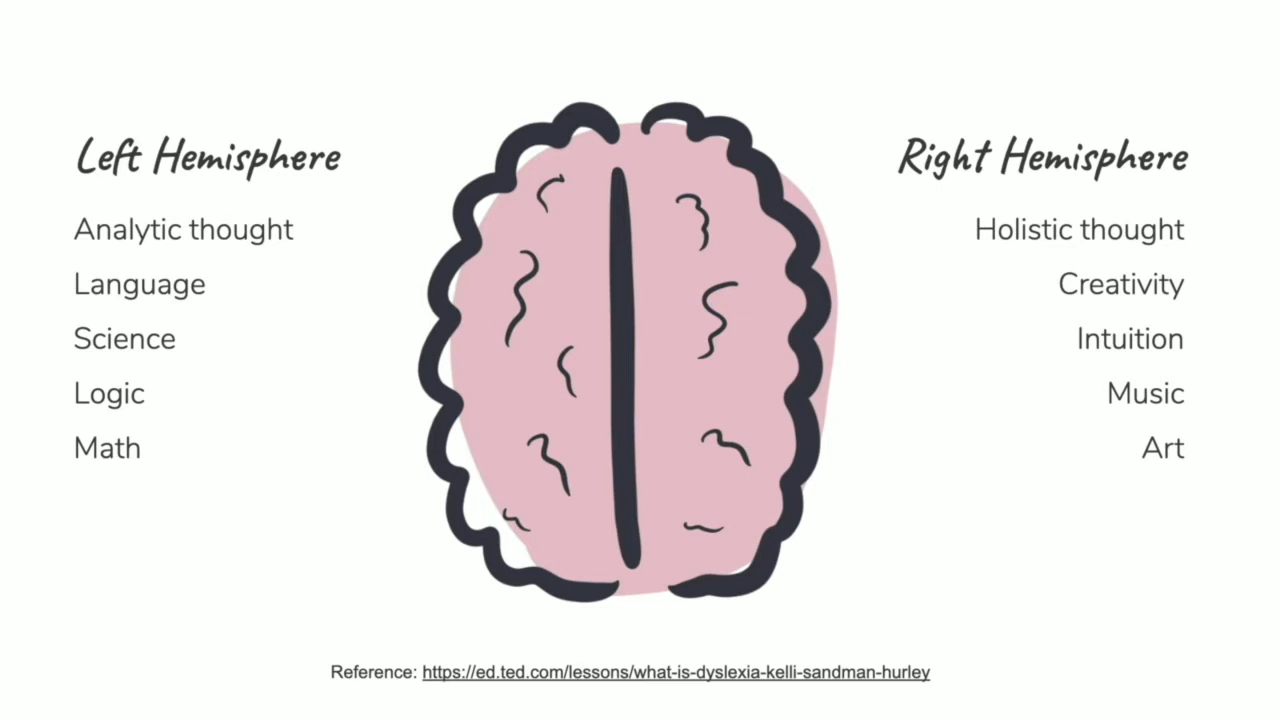 Left Hemisphere
Analytic thought
Language
Science
Logic
Math
Right Hemisphere
Holistic thought
Creativity
Intuition
Music
Art
Reference: https://ed.ted.com/lessons/what-is-dyslexia-kelli-sandman-hurley